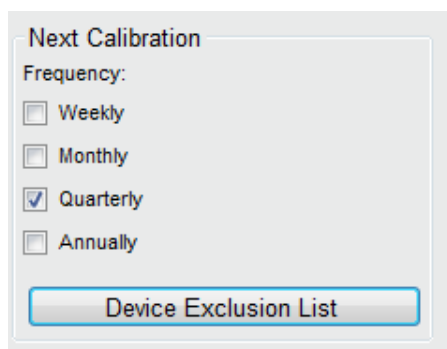 Next Calibration
Frequency:
Weekly
Monthly
Quarterly
Annually
Device Exclusion List